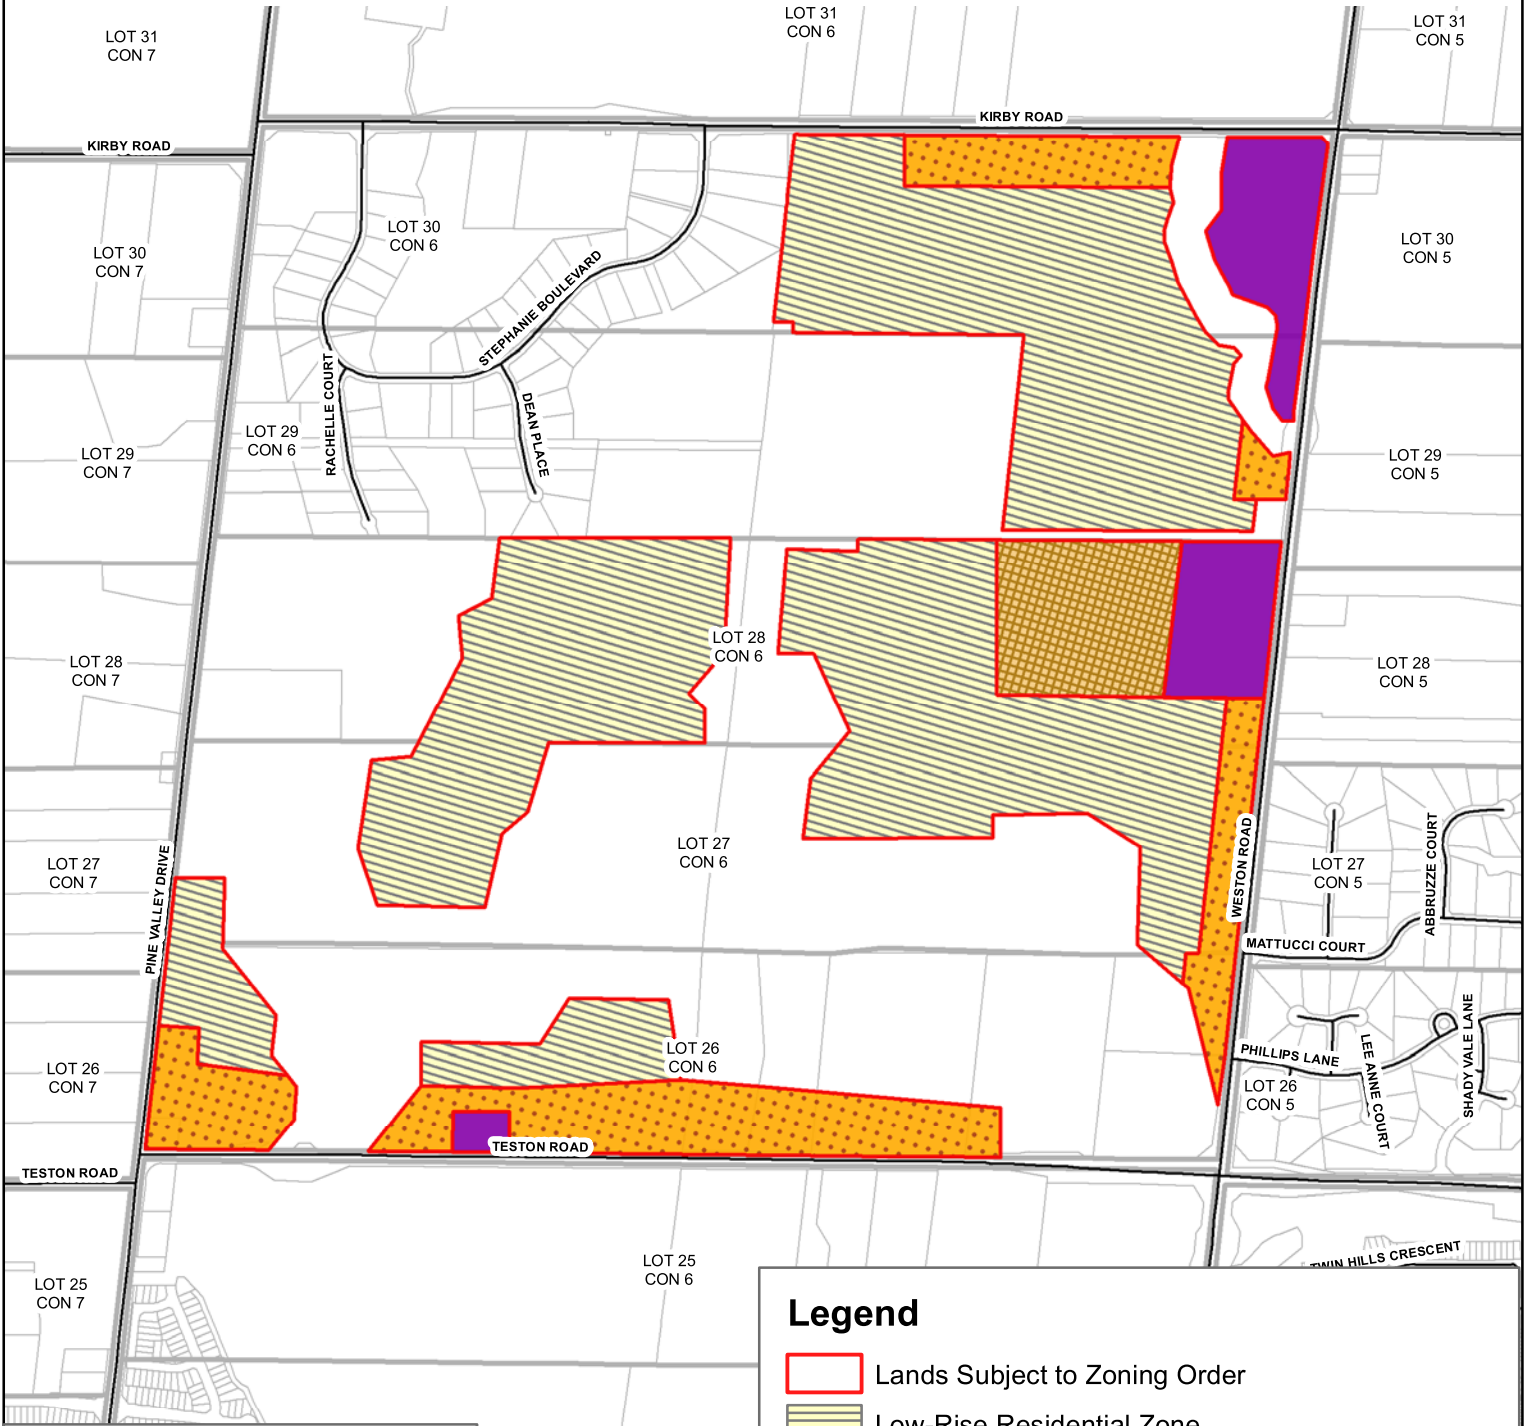 LOT 31
CON 7
LOT 31
CON 6
LOT 31
CON 5
KIRBY ROAD
KIRBY ROAD
LOT 30
CON 7
LOT 30
CON 6
LOT 30
CON 5
STEPHANIE BOULEVARD
RACHELLE COURT
DEAN PLACE
LOT 29
CON 7
LOT 29
CON 6
LOT 29
CON 5
LOT 28
CON 7
LOT 28
CON 6
LOT 28
CON 5
PINE VALLEY DRIVE
LOT 27
CON 7
LOT 27
CON 6
WESTON ROAD
LOT 27
CON 5
ABBRUZZE COURT
MATTUCCI COURT
LOT 26
CON 7
LOT 26
CON 6
PHILLIPS LANE
LOT 26
CON 5
LEE ANNE COURT
SHADY VALE LANE
TESTON ROAD
TESTON ROAD
LOT 25
CON 7
LOT 25
CON 6
TWIN HILLS CRESCENT
Legend
Lands Subject to Zoning Order
Low-Rise Residential Zone